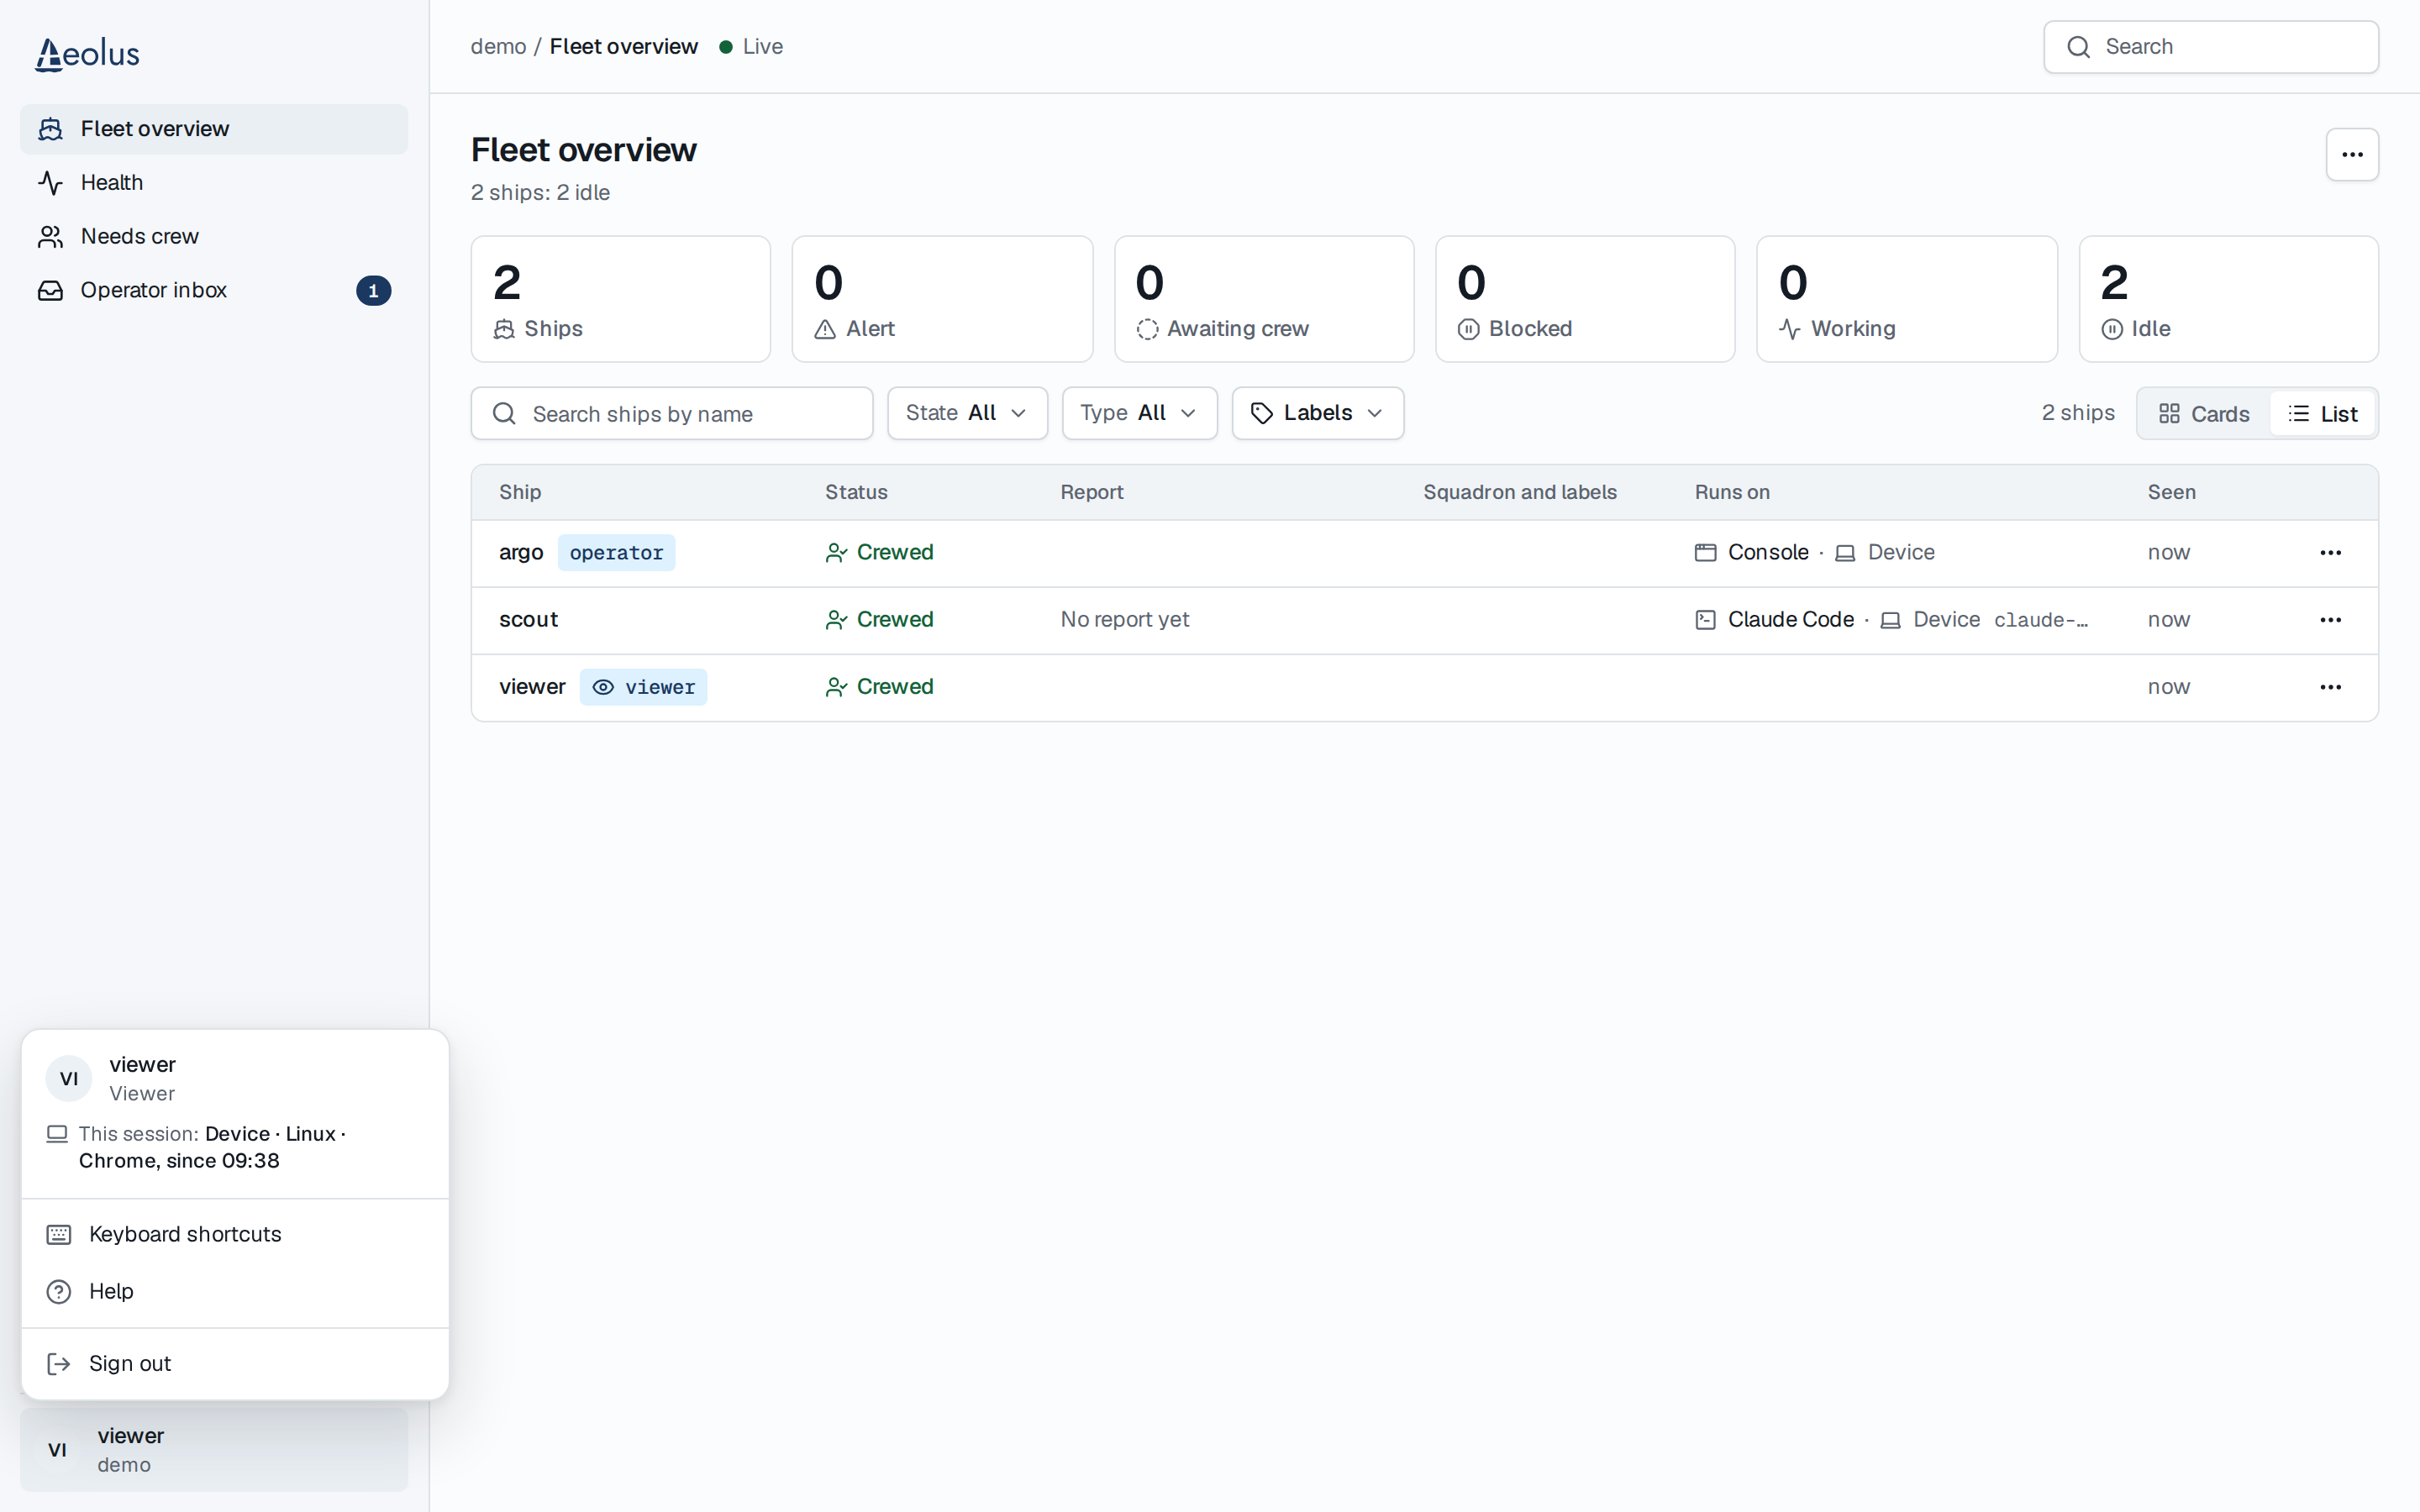 Aeolus
Fleet overview
Health
Needs crew
Operator inbox 1
demo / Fleet overview Live
Search
Fleet overview
2 ships: 2 idle
2 Ships
0 Alert
0 Awaiting crew
0 Blocked
0 Working
2 Idle
Search ships by name State All Type All Labels 2 ships Cards List
Ship Status Report Squadron and labels Runs on Seen
argo operator Crewed Console · Device now
scout Crewed No report yet Claude Code · Device claude-… now
viewer viewer Crewed now
VI viewer
Viewer
This session: Device · Linux ·
Chrome, since 09:38
Keyboard shortcuts
Help
Sign out
VI viewer
demo